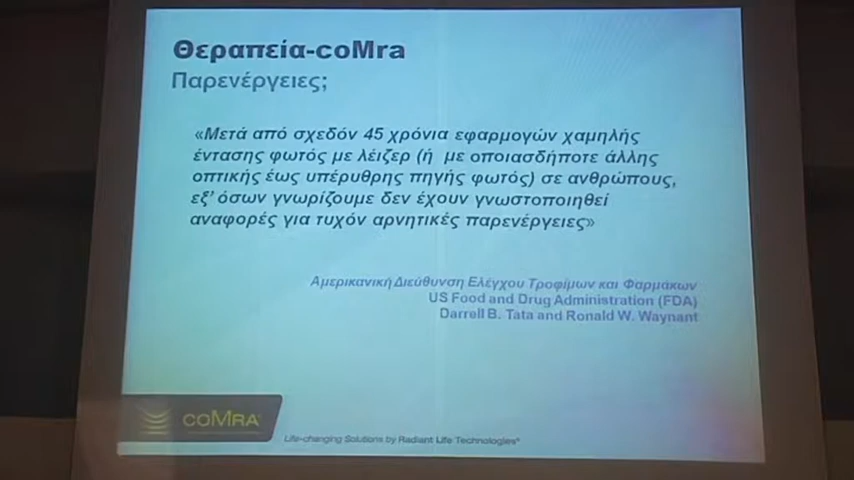 Θεραπεία-coMra
Παρενέργειες;
«Μετά από σχεδόν 45 χρόνια εφαρμογών χαμηλής
έντασης φωτός με λέιζερ (ή με οποιασδήποτε άλλης
οπτικής έως υπέρυθρης πηγής φωτός) σε ανθρώπους,
εξ' όσων γνωρίζουμε δεν έχουν γνωστοποιηθεί
αναφορές για τυχόν αρνητικές παρενέργειες»
Αμερικανική Διεύθυνση Ελέγχου Τροφίμων και Φαρμάκων
US Food and Drug Administration (FDA)
Darrell B. Tata and Ronald W. Waynant
coMra®
Life-changing Solutions by Radiant Life Technologies®